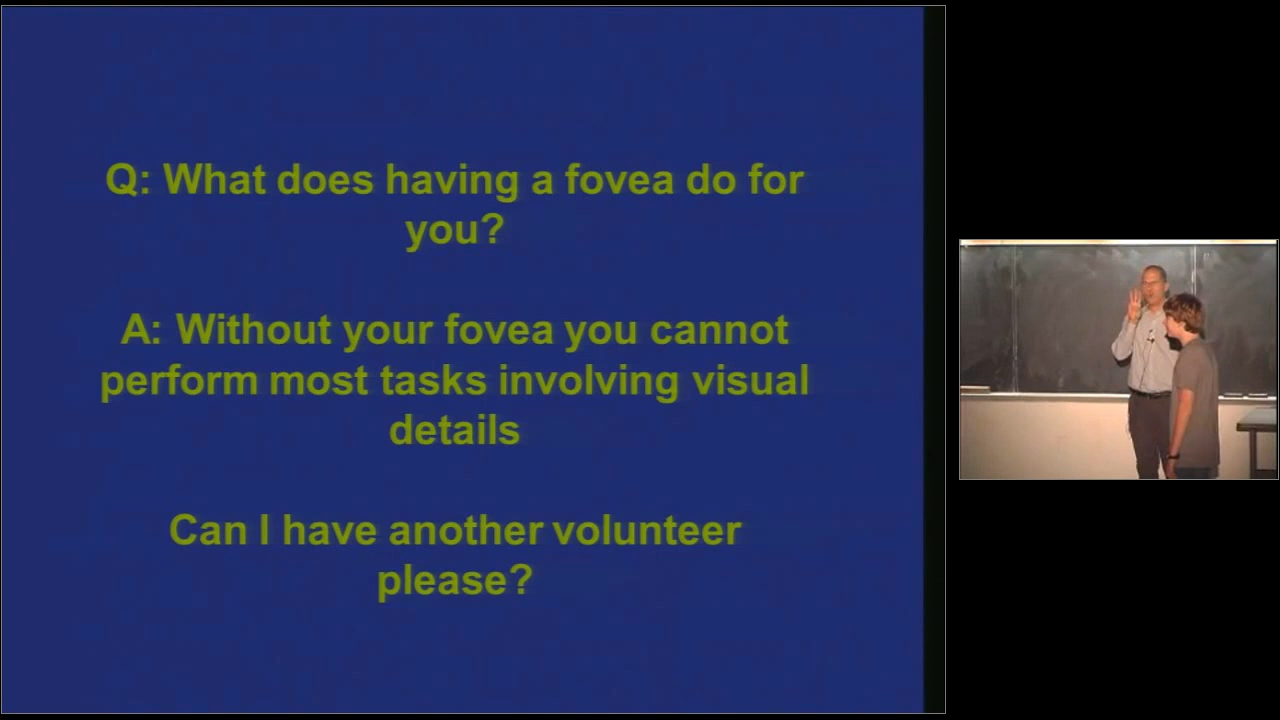 Q: What does having a fovea do for
you?
A: Without your fovea you cannot
perform most tasks involving visual
details
Can I have another volunteer
please?